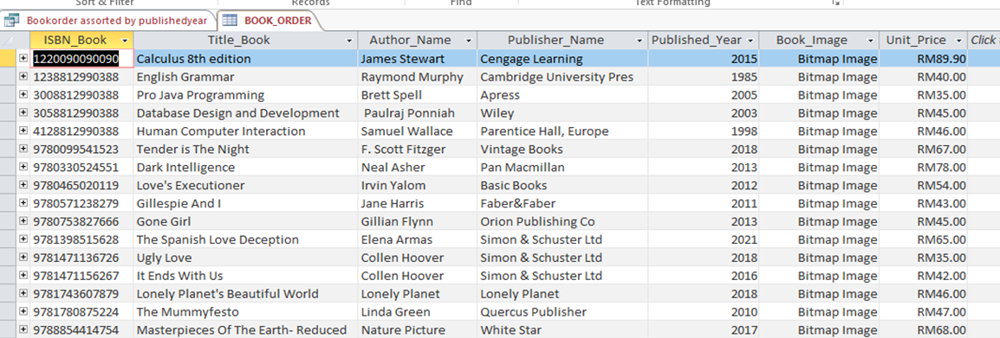 Sort & Filter Records Find Text Formatting
Bookorder assorted by publishedyear BOOK_ORDER
ISBN_Book Title_Book Author_Name Publisher_Name Published_Year Book_Image Unit_Price Click
1220090090090 Calculus 8th edition James Stewart Cengage Learning 2015 Bitmap Image RM89.90
1238812990388 English Grammar Raymond Murphy Cambridge University Pres 1985 Bitmap Image RM40.00
3008812990388 Pro Java Programming Brett Spell Apress 2005 Bitmap Image RM35.00
3058812990388 Database Design and Development Paulraj Ponniah Wiley 2003 Bitmap Image RM45.00
4128812990388 Human Computer Interaction Samuel Wallace Parentice Hall, Europe 1998 Bitmap Image RM46.00
9780099541523 Tender is The Night F. Scott Fitzger Vintage Books 2018 Bitmap Image RM67.00
9780330524551 Dark Intelligence Neal Asher Pan Macmillan 2013 Bitmap Image RM78.00
9780465020119 Love's Executioner Irvin Yalom Basic Books 2012 Bitmap Image RM54.00
9780571238279 Gillespie And I Jane Harris Faber&Faber 2011 Bitmap Image RM43.00
9780753827666 Gone Girl Gillian Flynn Orion Publishing Co 2013 Bitmap Image RM45.00
9781398515628 The Spanish Love Deception Elena Armas Simon & Schuster Ltd 2021 Bitmap Image RM65.00
9781471136726 Ugly Love Collen Hoover Simon & Schuster Ltd 2018 Bitmap Image RM35.00
9781471156267 It Ends With Us Collen Hoover Simon & Schuster Ltd 2016 Bitmap Image RM42.00
9781743607879 Lonely Planet's Beautiful World Lonely Planet Lonely Planet 2018 Bitmap Image RM46.00
9781780875224 The Mummyfesto Linda Green Quercus Publisher 2010 Bitmap Image RM47.00
9788854414754 Masterpieces Of The Earth- Reduced Nature Picture White Star 2017 Bitmap Image RM68.00